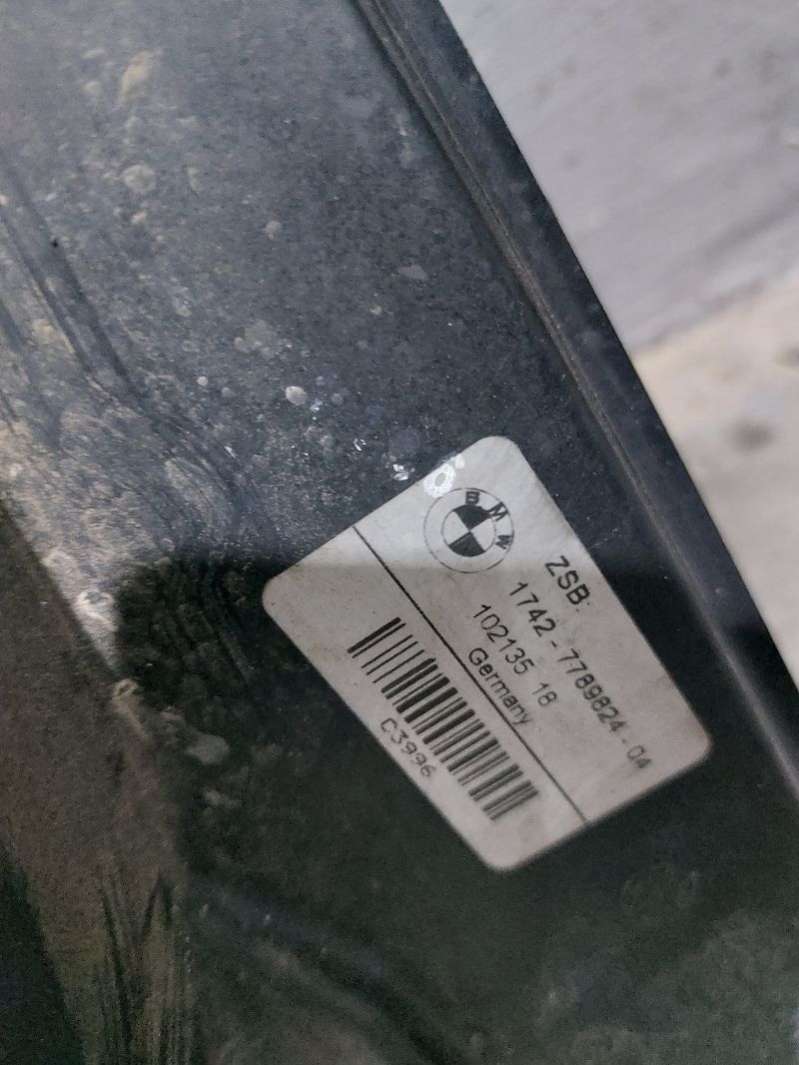 BMW
ZSB:
1742 - 7789824 - 04
102135 18
Germany
C3996